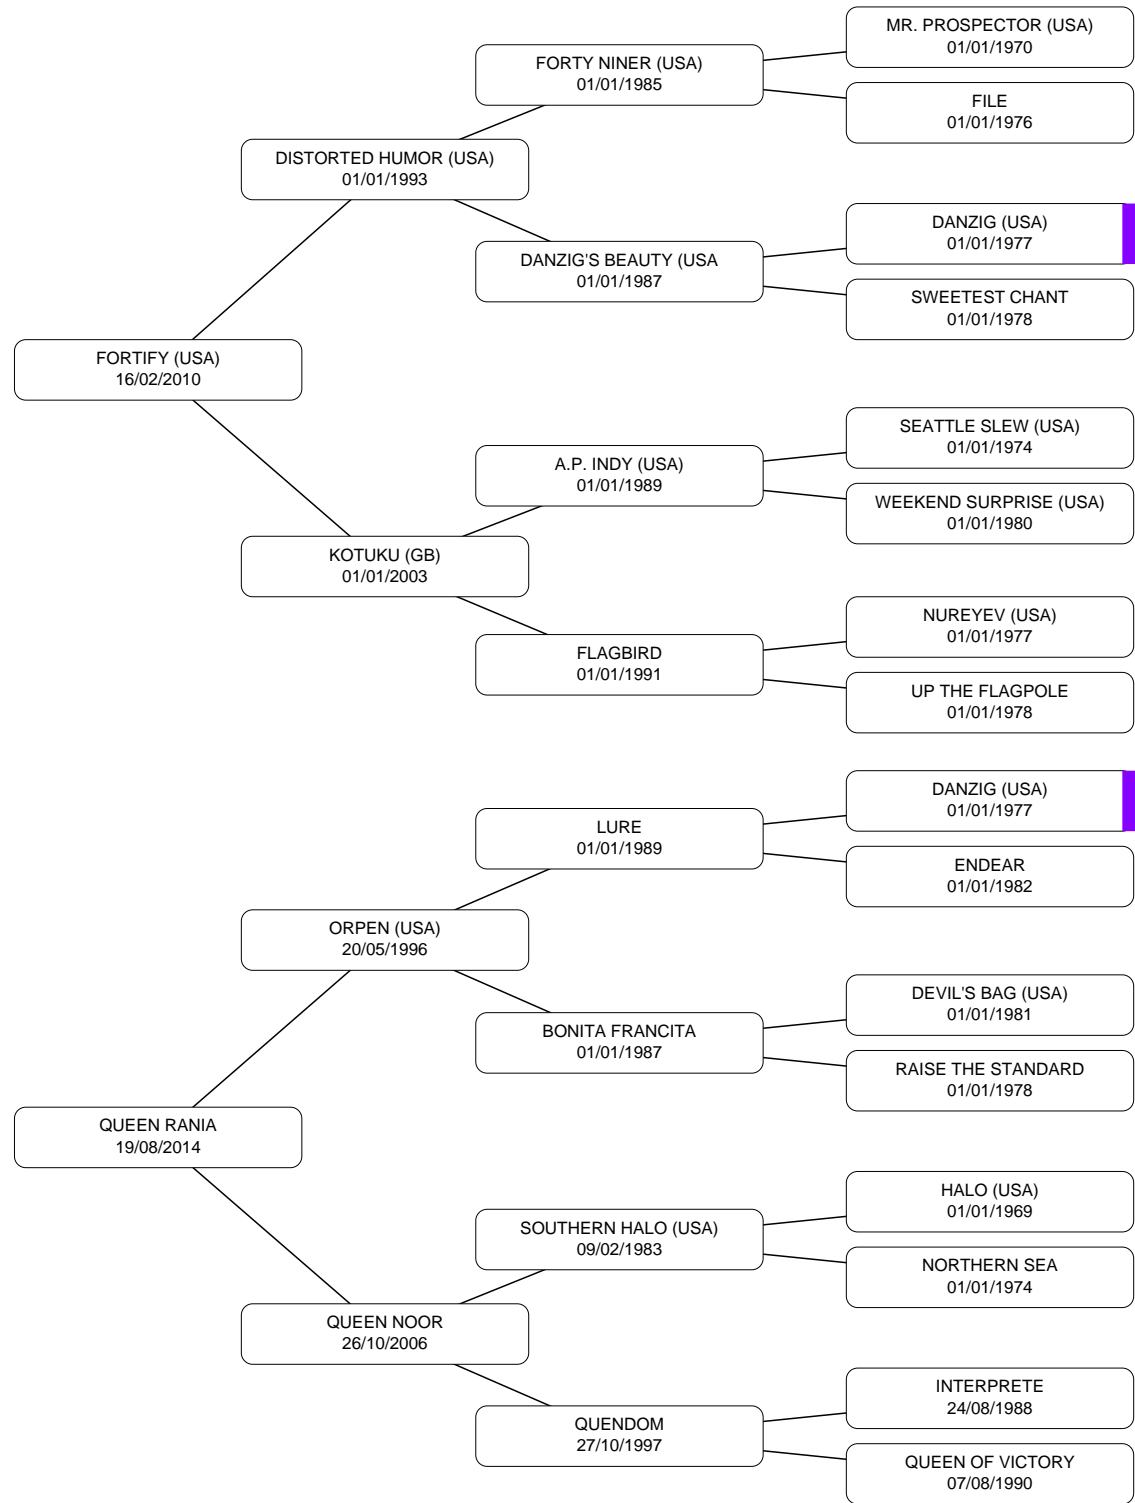 MR. PROSPECTOR (USA)
01/01/1970
FORTY NINER (USA)
01/01/1985
FILE
01/01/1976
DISTORTED HUMOR (USA)
01/01/1993
DANZIG (USA)
01/01/1977
DANZIG'S BEAUTY (USA
01/01/1987
SWEETEST CHANT
01/01/1978
FORTIFY (USA)
16/02/2010
SEATTLE SLEW (USA)
01/01/1974
A.P. INDY (USA)
01/01/1989
WEEKEND SURPRISE (USA)
01/01/1980
KOTUKU (GB)
01/01/2003
NUREYEV (USA)
01/01/1977
FLAGBIRD
01/01/1991
UP THE FLAGPOLE
01/01/1978
DANZIG (USA)
01/01/1977
LURE
01/01/1989
ENDEAR
01/01/1982
ORPEN (USA)
20/05/1996
DEVIL'S BAG (USA)
01/01/1981
BONITA FRANCITA
01/01/1987
RAISE THE STANDARD
01/01/1978
QUEEN RANIA
19/08/2014
HALO (USA)
01/01/1969
SOUTHERN HALO (USA)
09/02/1983
NORTHERN SEA
01/01/1974
QUEEN NOOR
26/10/2006
INTERPRETE
24/08/1988
QUENDOM
27/10/1997
QUEEN OF VICTORY
07/08/1990